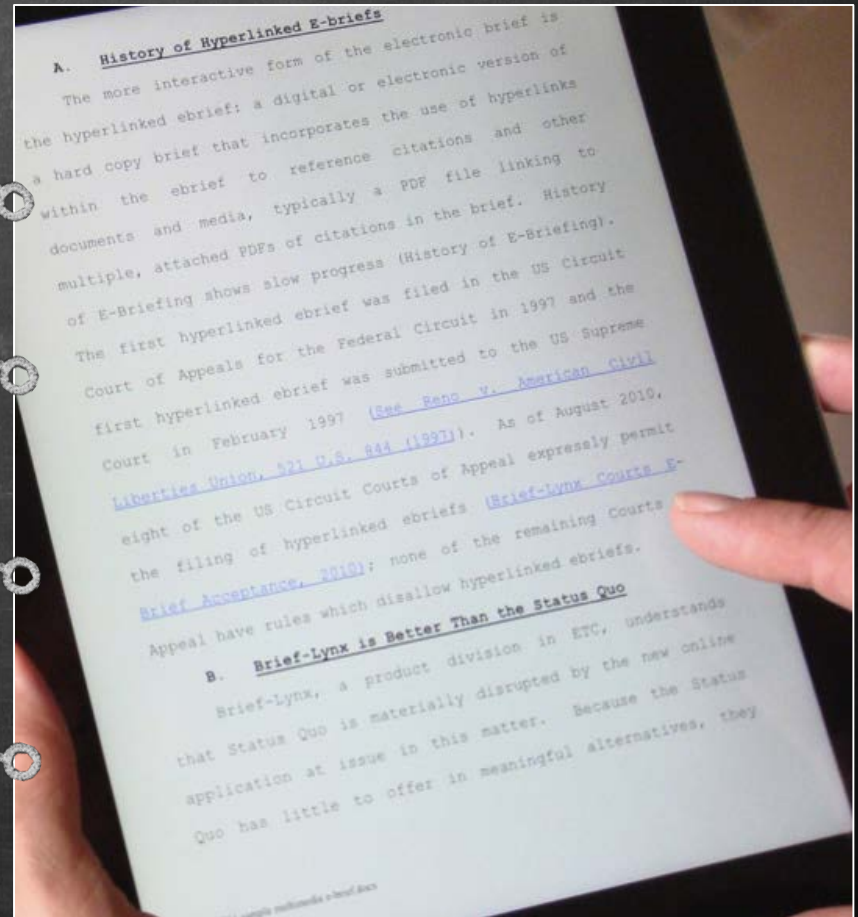 A. History of Hyperlinked E-briefs
The more interactive form of the electronic brief is
the hyperlinked ebrief: a digital or electronic version of
a hard copy brief that incorporates the use of hyperlinks
within the ebrief to reference citations and other
documents and media, typically a PDF file linking to
multiple, attached PDFs of citations in the brief. History
of E-Briefing shows slow progress (History of E-Briefing).
The first hyperlinked ebrief was filed in the US Circuit
Court of Appeals for the Federal Circuit in 1997 and the
first hyperlinked ebrief was submitted to the US Supreme
Court in February 1997 (See Reno v. American Civil
Liberties Union, 521 U.S. 844 (1997)). As of August 2010,
eight of the US Circuit Courts of Appeal expressly permit
the filing of hyperlinked ebriefs (Brief-Lynx Courts E-
Brief Acceptance, 2010); none of the remaining Courts
Appeal have rules which disallow hyperlinked ebriefs.
B. Brief-Lynx is Better Than the Status Quo
Brief-Lynx, a product division in ETC, understands
that Status Quo is materially disrupted by the new online
application at issue in this matter. Because the Status
Quo has little to offer in meaningful alternatives, they
sample multimedia e-brief.docx